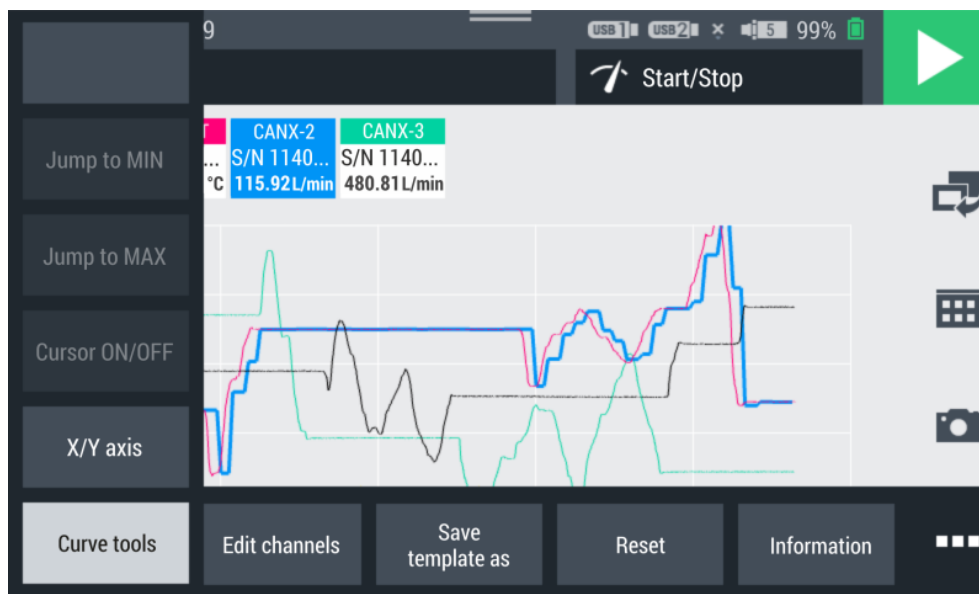 9
USB 1 USB 2 5 99%
Start/Stop
CANX-2 CANX-3
... S/N 1140... S/N 1140...
°C 115.92 L/min 480.81 L/min
Jump to MIN
Jump to MAX
Cursor ON/OFF
X/Y axis
Curve tools
Edit channels
Save
template as
Reset
Information